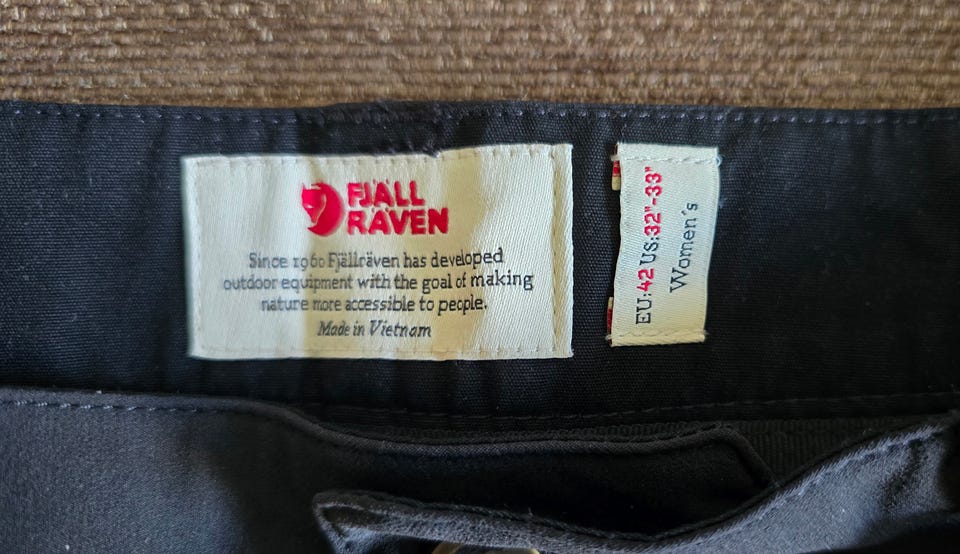 FJÄLL
RÄVEN
Since 1960 Fjällräven has developed
outdoor equipment with the goal of making
nature more accessible to people.
Made in Vietnam
EU:42 US:32"-33"
Women's